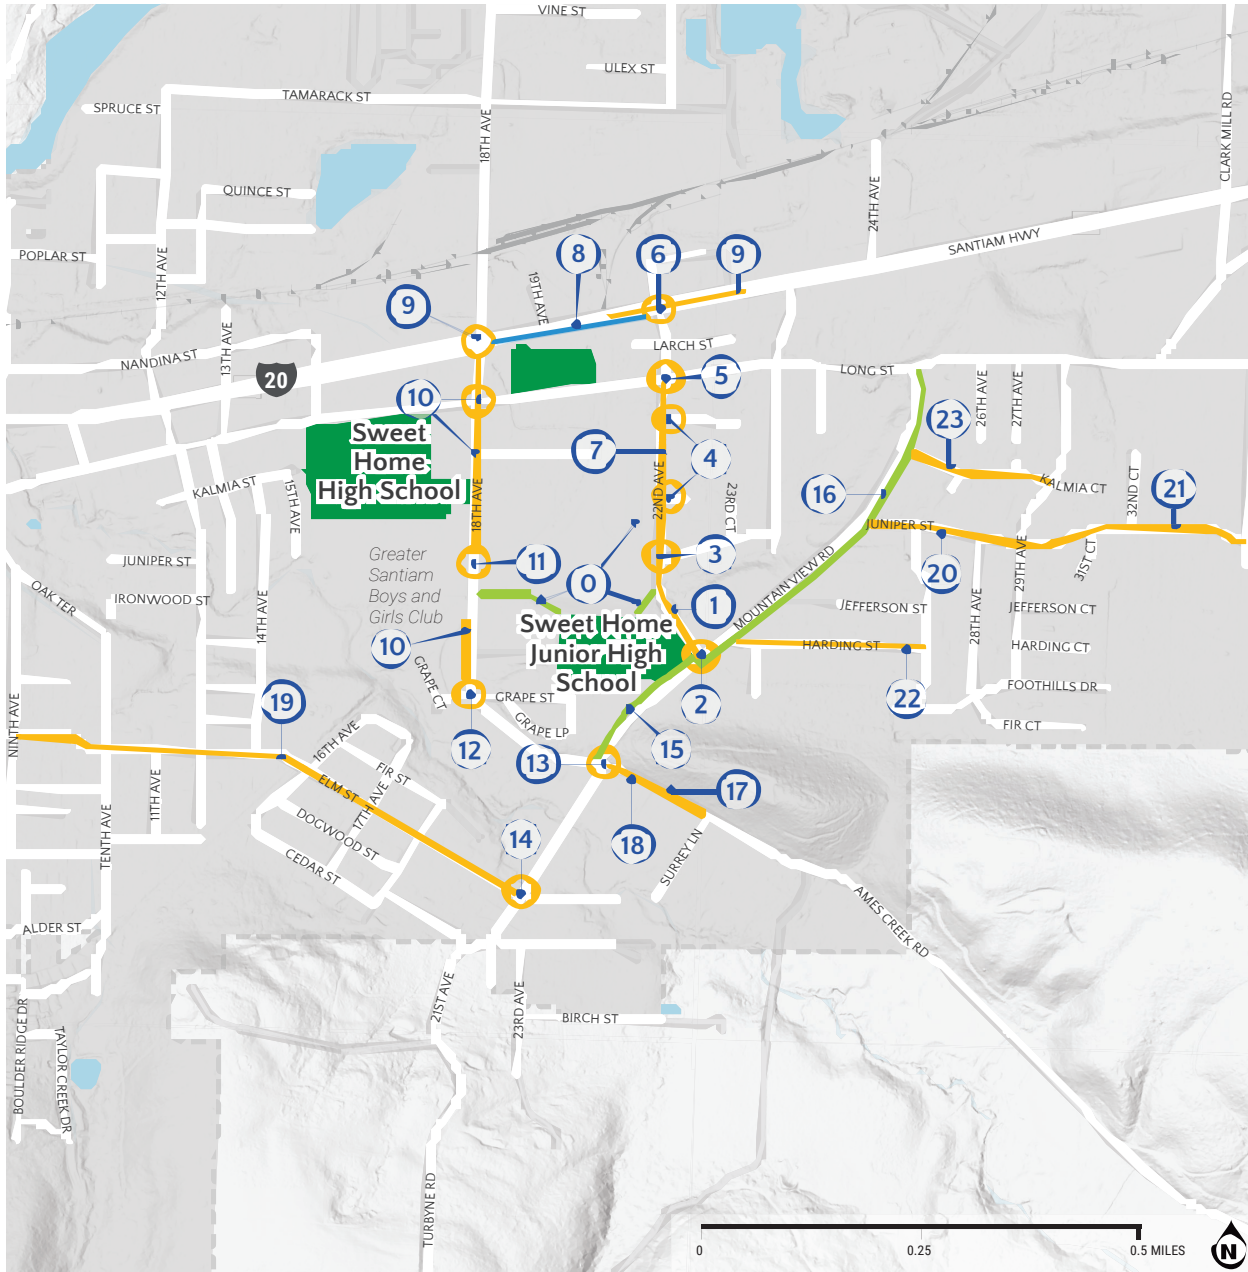 VINE ST
ULEX ST
TAMARACK ST
SPRUCE ST
18TH AVE
CLARK MILL RD
QUINCE ST
24TH AVE
SANTIAM HWY
POPLAR ST
12TH AVE
8
6
9
19TH AVE
9
13TH AVE
NANDINA ST
LARCH ST
20
5
LONG ST
26TH AVE
27TH AVE
10
23
Sweet
Home
High School
7
4
KALMIA ST
15TH AVE
18TH AVE
22ND AVE
23RD CT
16
KALMIA CT
32ND CT
21
JUNIPER ST
Greater
Santiam
Boys and
Girls Club
11
3
JUNIPER ST
20
29TH AVE
31ST CT
0
OAK TER
IRONWOOD ST
14TH AVE
1
MOUNTAIN VIEW RD
JEFFERSON ST
28TH AVE
JEFFERSON CT
Sweet Home
Junior High
School
10
HARDING ST
HARDING CT
GRAPE CT
GRAPE ST
GRAPE LP
2
22
FOOTHILLS DR
FIR CT
NINTH AVE
19
16TH AVE
12
13
15
FIR ST
ELM ST
17TH AVE
17
11TH AVE
TENTH AVE
DOGWOOD ST
CEDAR ST
14
18
SURREY LN
AMES CREEK RD
ALDER ST
21ST AVE
23RD AVE
BIRCH ST
BOULDER RIDGE DR
TAYLOR CREEK DR
TURBYNE RD
0
0.25
0.5 MILES
N